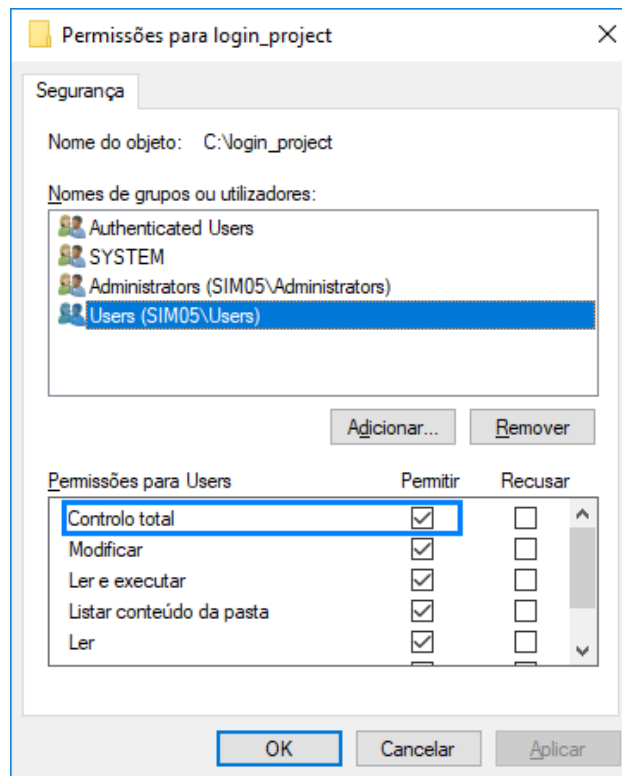 Permissões para login_project
Segurança
Nome do objeto: C:\login_project
Nomes de grupos ou utilizadores:
Authenticated Users
SYSTEM
Administrators (SIM05\Administrators)
Users (SIM05\Users)
Adicionar... Remover
Permissões para Users Permitir Recusar
Controlo total
Modificar
Ler e executar
Listar conteúdo da pasta
Ler
OK Cancelar Aplicar